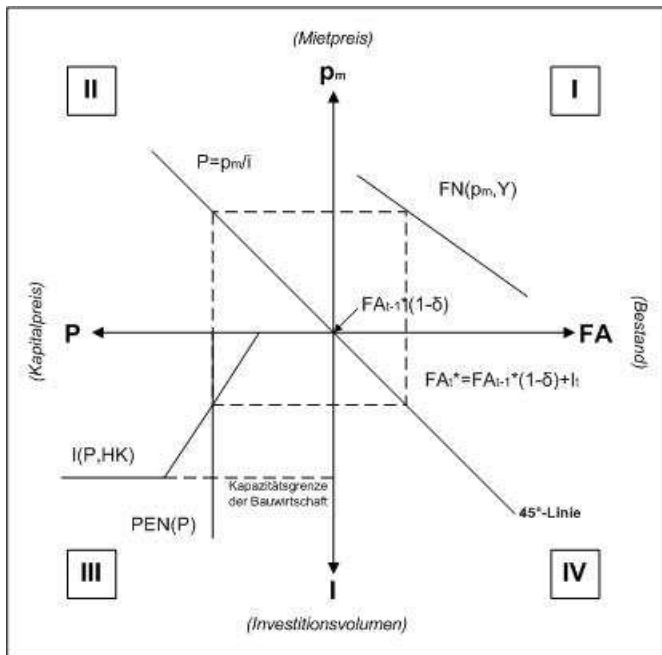 (Mietpreis)
pm
II
I
P=pm/i
FN(pm,Y)
FAt-1*(1-δ)
(Kapitalpreis)
P
FA
(Bestand)
FAt*=FAt-1*(1-δ)+It
I(P,HK)
Kapazitätsgrenze
der Bauwirtschaft
PEN(P)
45°-Linie
III
IV
I
(Investitionsvolumen)